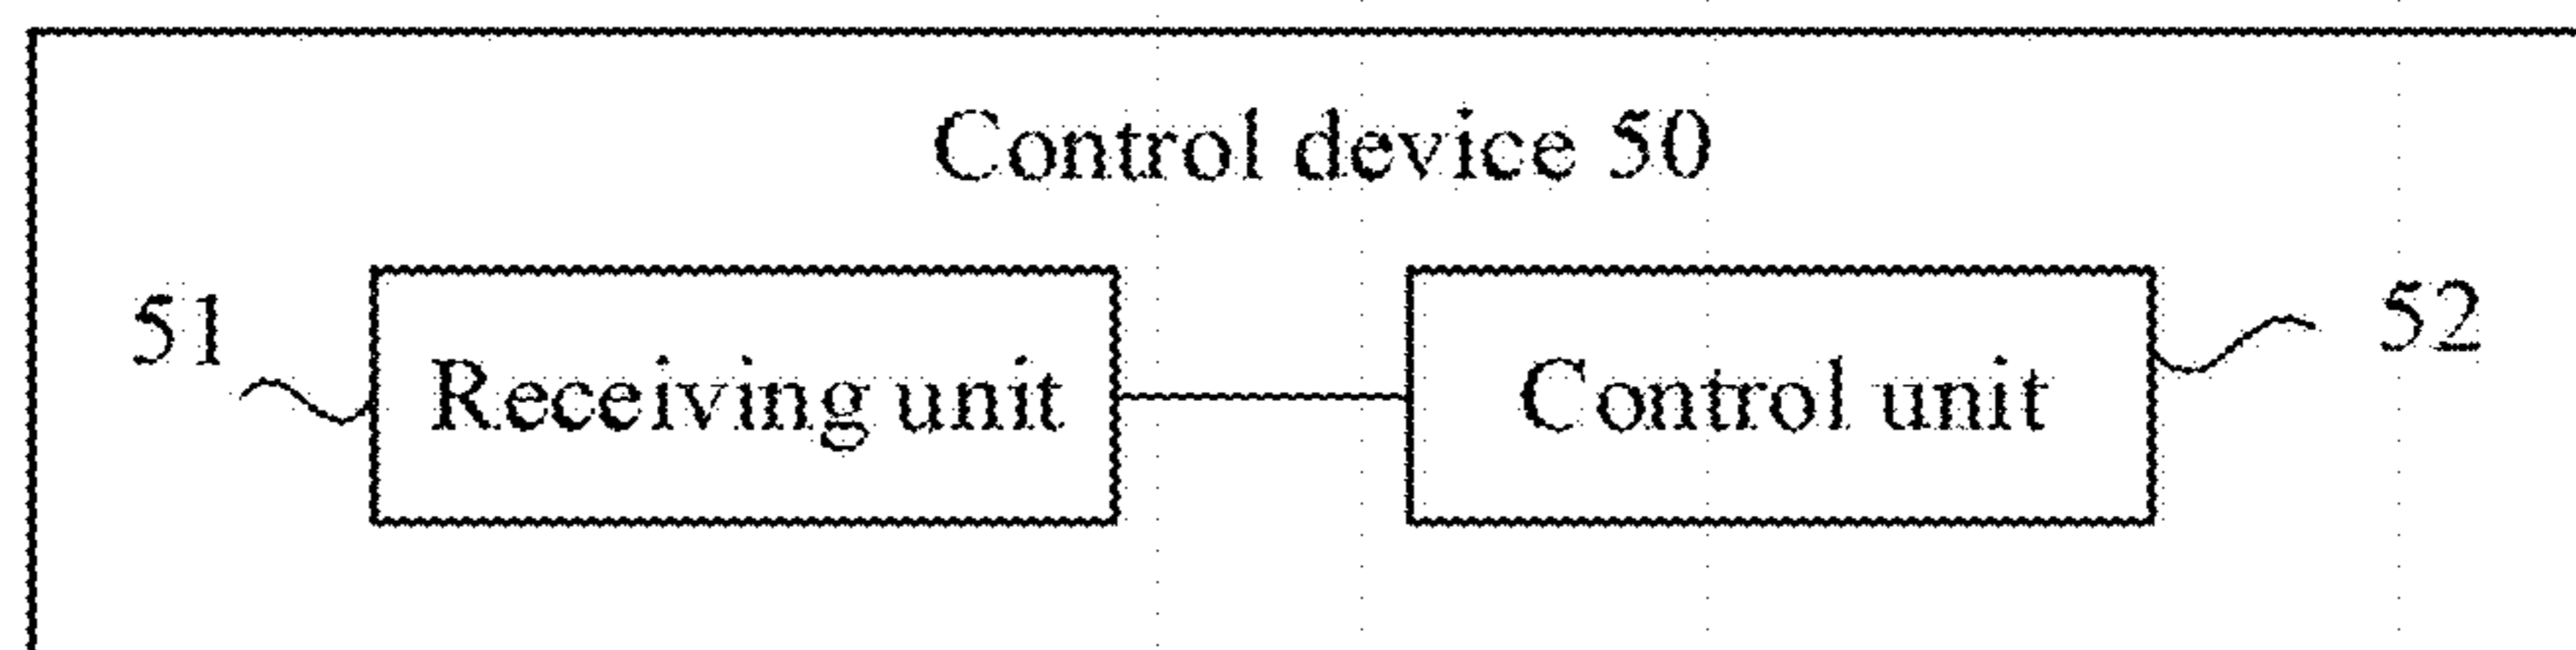 Control device 50
51
Receiving unit
Control unit
52